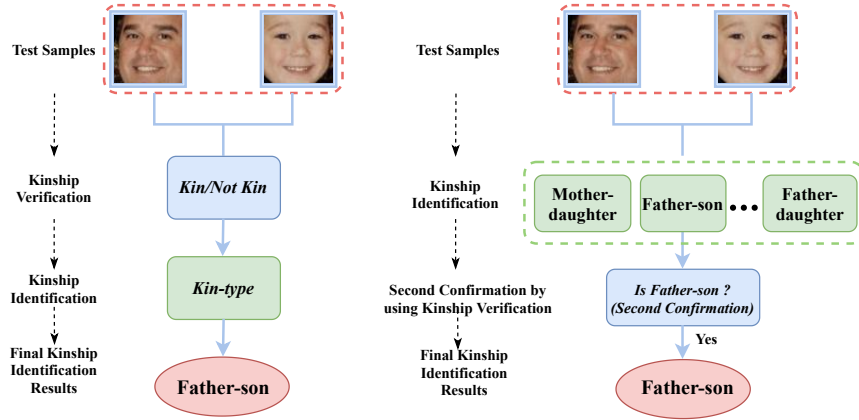 Test Samples
Kinship
Verification
Kin/Not Kin
Kinship
Identification
Kin-type
Final Kinship
Identification
Results
Father-son
Test Samples
Kinship
Identification
Mother-
daughter
Father-son
Father-
daughter
Second Confirmation by
using Kinship Verification
Is Father-son ?
(Second Confirmation)
Yes
Final Kinship
Identification
Results
Father-son